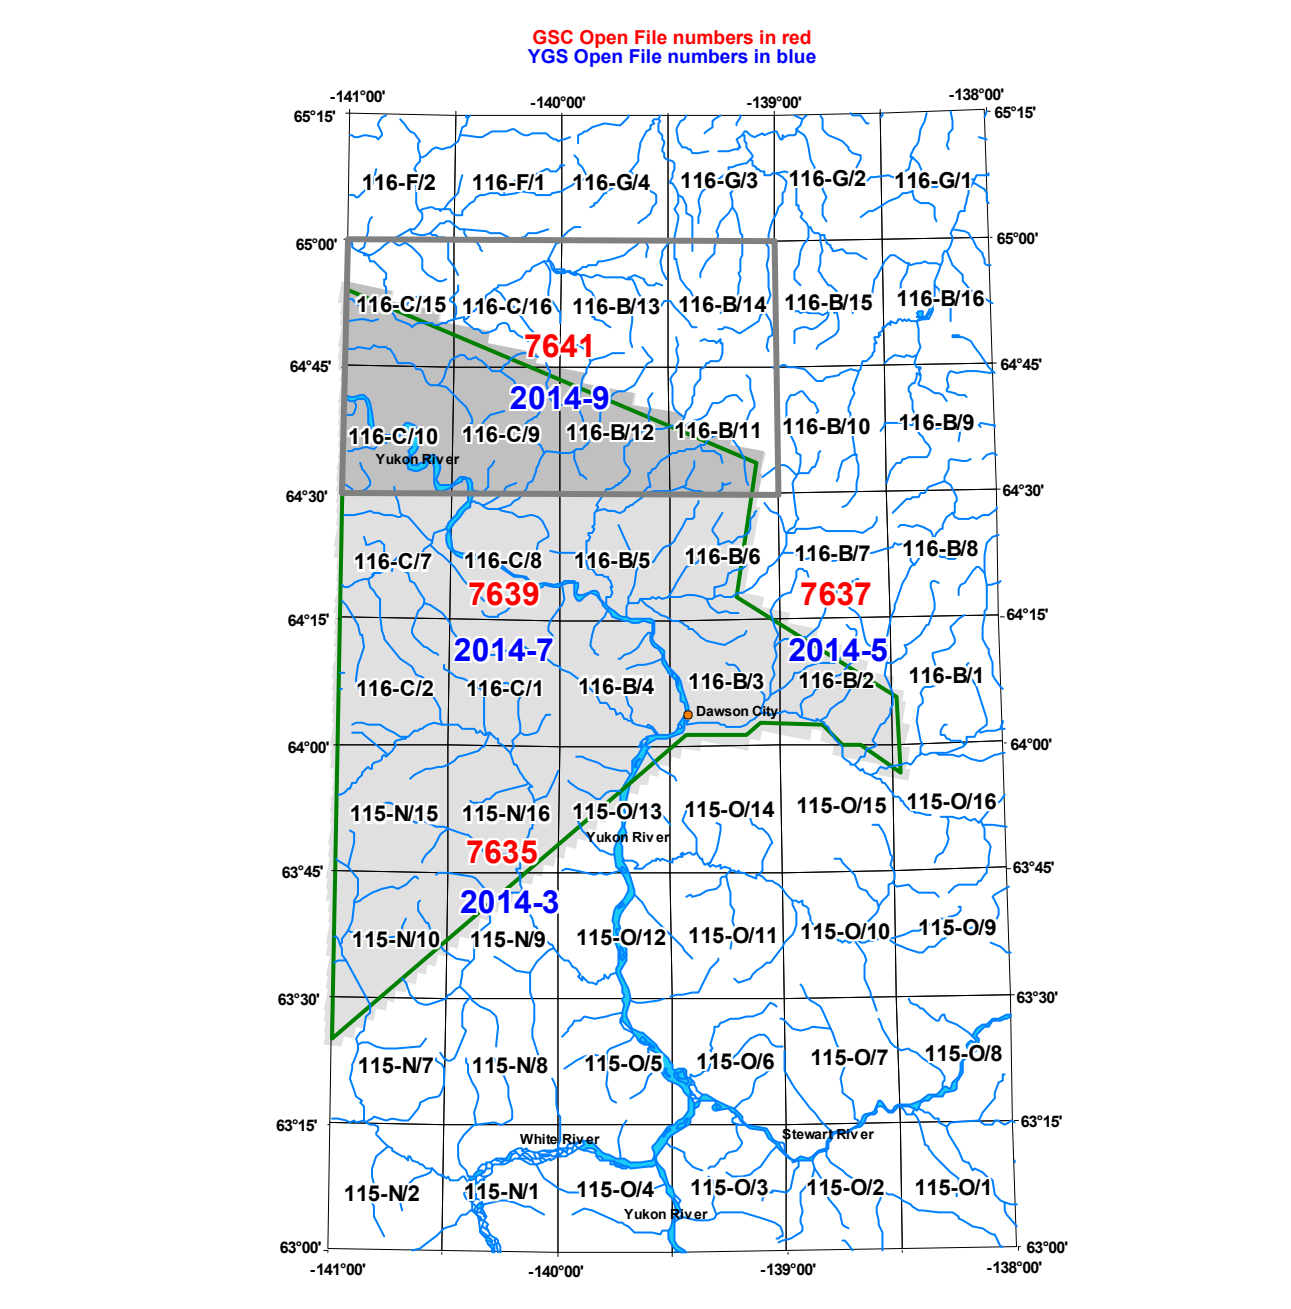 GSC Open File numbers in red
YGS Open File numbers in blue
-141°00' -140°00' -139°00' -138°00'
65°15' 65°15'
116-F/2 116-F/1 116-G/4 116-G/3 116-G/2 116-G/1
65°00' 65°00'
116-C/15 116-C/16 116-B/13 116-B/14 116-B/15 116-B/16
7641
64°45' 64°45'
2014-9
116-C/10 116-C/9 116-B/12 116-B/11 116-B/10 116-B/9
Yukon River
64°30' 64°30'
116-C/7 116-C/8 116-B/5 116-B/6 116-B/7 116-B/8
7639 7637
64°15' 64°15'
2014-7 2014-5
116-C/2 116-C/1 116-B/4 116-B/3 116-B/2 116-B/1
Dawson City
64°00' 64°00'
115-N/15 115-N/16 115-O/13 115-O/14 115-O/15 115-O/16
Yukon River
7635
63°45' 63°45'
2014-3
115-N/10 115-N/9 115-O/12 115-O/11 115-O/10 115-O/9
63°30' 63°30'
115-N/7 115-N/8 115-O/5 115-O/6 115-O/7 115-O/8
63°15' 63°15'
White River Stewart River
115-N/2 115-N/1 115-O/4 115-O/3 115-O/2 115-O/1
Yukon River
63°00' 63°00'
-141°00' -140°00' -139°00' -138°00'